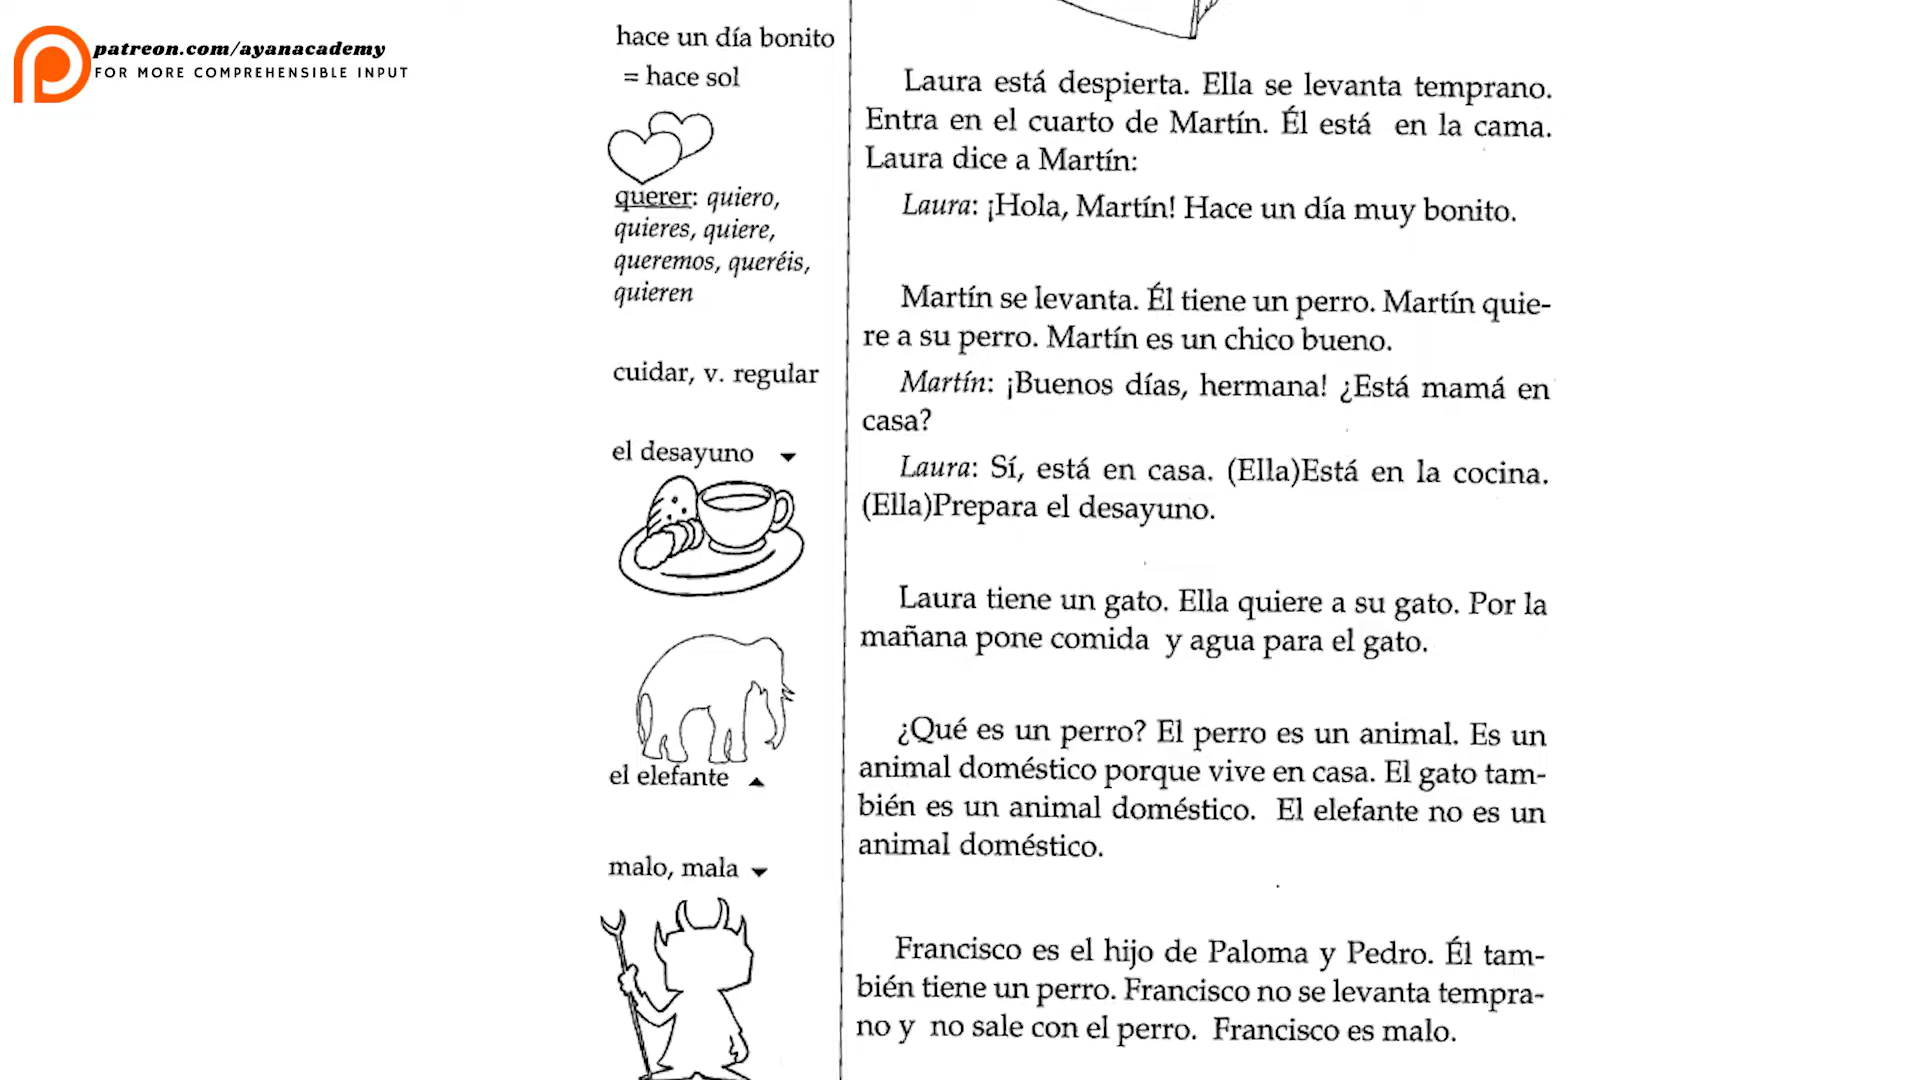 patreon.com/ayanacademy
FOR MORE COMPREHENSIBLE INPUT
hace un día bonito
= hace sol
querer: quiero,
quieres, quiere,
queremos, queréis,
quieren
cuidar, v. regular
el desayuno
el elefante
malo, mala
Laura está despierta. Ella se levanta temprano.
Entra en el cuarto de Martín. Él está en la cama.
Laura dice a Martín:
Laura: ¡Hola, Martín! Hace un día muy bonito.
Martín se levanta. Él tiene un perro. Martín quie-
re a su perro. Martín es un chico bueno.
Martín: ¡Buenos días, hermana! ¿Está mamá en
casa?
Laura: Sí, está en casa. (Ella)Está en la cocina.
(Ella)Prepara el desayuno.
Laura tiene un gato. Ella quiere a su gato. Por la
mañana pone comida y agua para el gato.
¿Qué es un perro? El perro es un animal. Es un
animal doméstico porque vive en casa. El gato tam-
bién es un animal doméstico. El elefante no es un
animal doméstico.
Francisco es el hijo de Paloma y Pedro. Él tam-
bién tiene un perro. Francisco no se levanta tempra-
no y no sale con el perro. Francisco es malo.